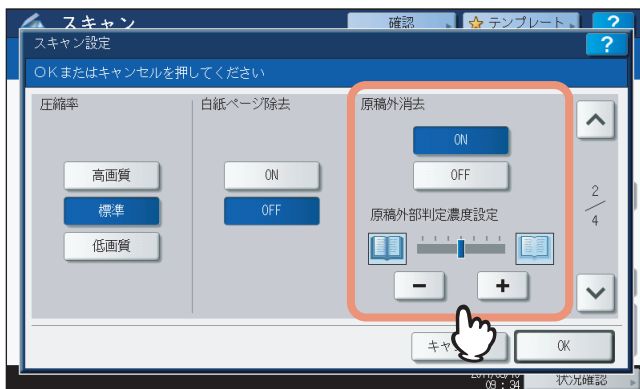 スキャン
確認
テンプレート
?
スキャン設定
?
OKまたはキャンセルを押してください
圧縮率
高画質
標準
低画質
白紙ページ除去
ON
OFF
原稿外消去
ON
OFF
原稿外部判定濃度設定
-
+
2
4
OK
09:34
状況確認